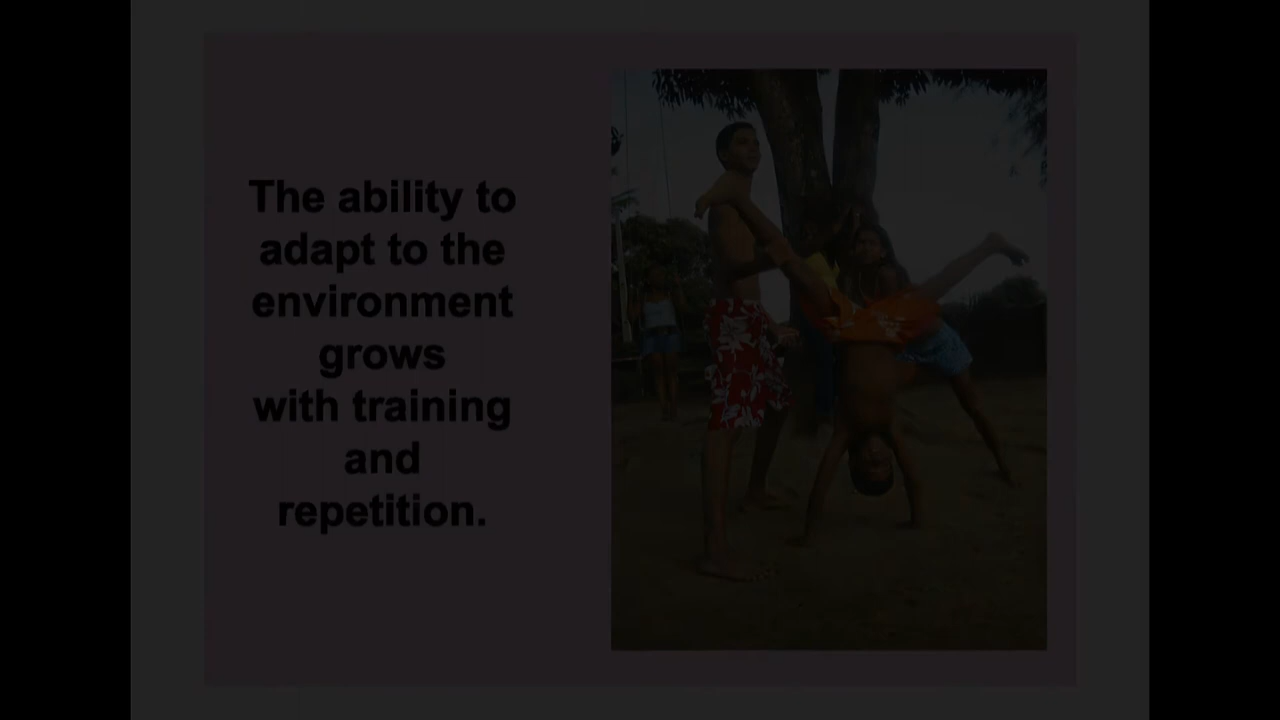 The ability to
adapt to the
environment
grows
with training
and
repetition.